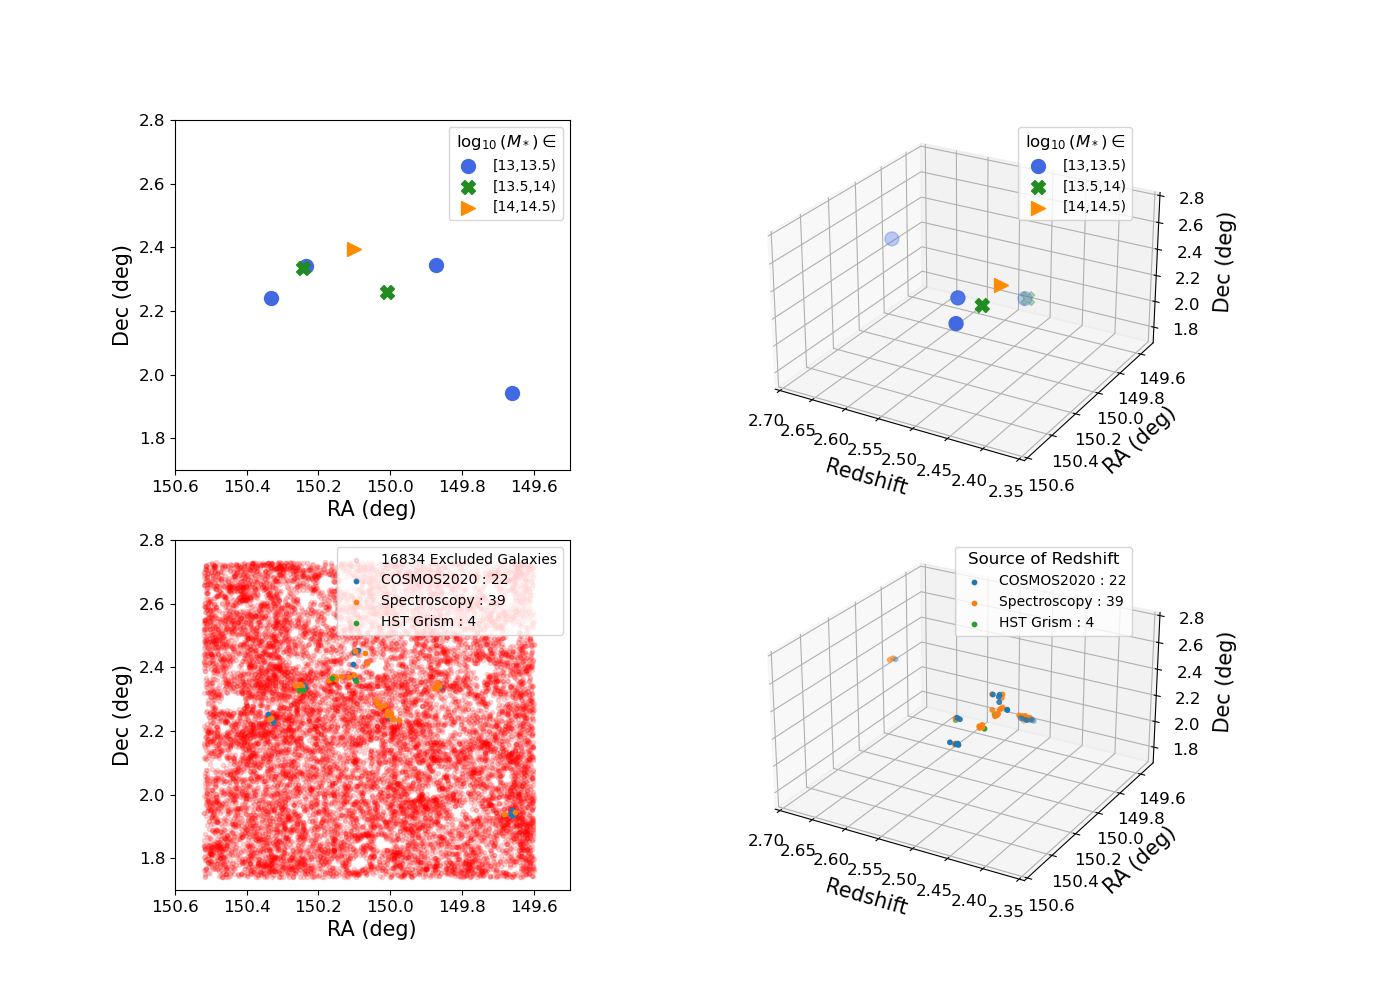 2.8
2.6
2.4
2.2
2.0
1.8
Dec (deg)
150.6 150.4 150.2 150.0 149.8 149.6
RA (deg)
log10 (M*) ∈
[13,13.5)
[13.5,14)
[14,14.5)
log10 (M*) ∈
[13,13.5)
[13.5,14)
[14,14.5)
2.8
2.6
2.4
2.2
2.0
1.8
Dec (deg)
149.6
149.8
150.0
150.2
150.4
150.6
RA (deg)
2.70 2.65 2.60 2.55 2.50 2.45 2.40 2.35
Redshift
2.8
2.6
2.4
2.2
2.0
1.8
Dec (deg)
150.6 150.4 150.2 150.0 149.8 149.6
RA (deg)
16834 Excluded Galaxies
COSMOS2020 : 22
Spectroscopy : 39
HST Grism : 4
Source of Redshift
COSMOS2020 : 22
Spectroscopy : 39
HST Grism : 4
2.8
2.6
2.4
2.2
2.0
1.8
Dec (deg)
149.6
149.8
150.0
150.2
150.4
150.6
RA (deg)
2.70 2.65 2.60 2.55 2.50 2.45 2.40 2.35
Redshift